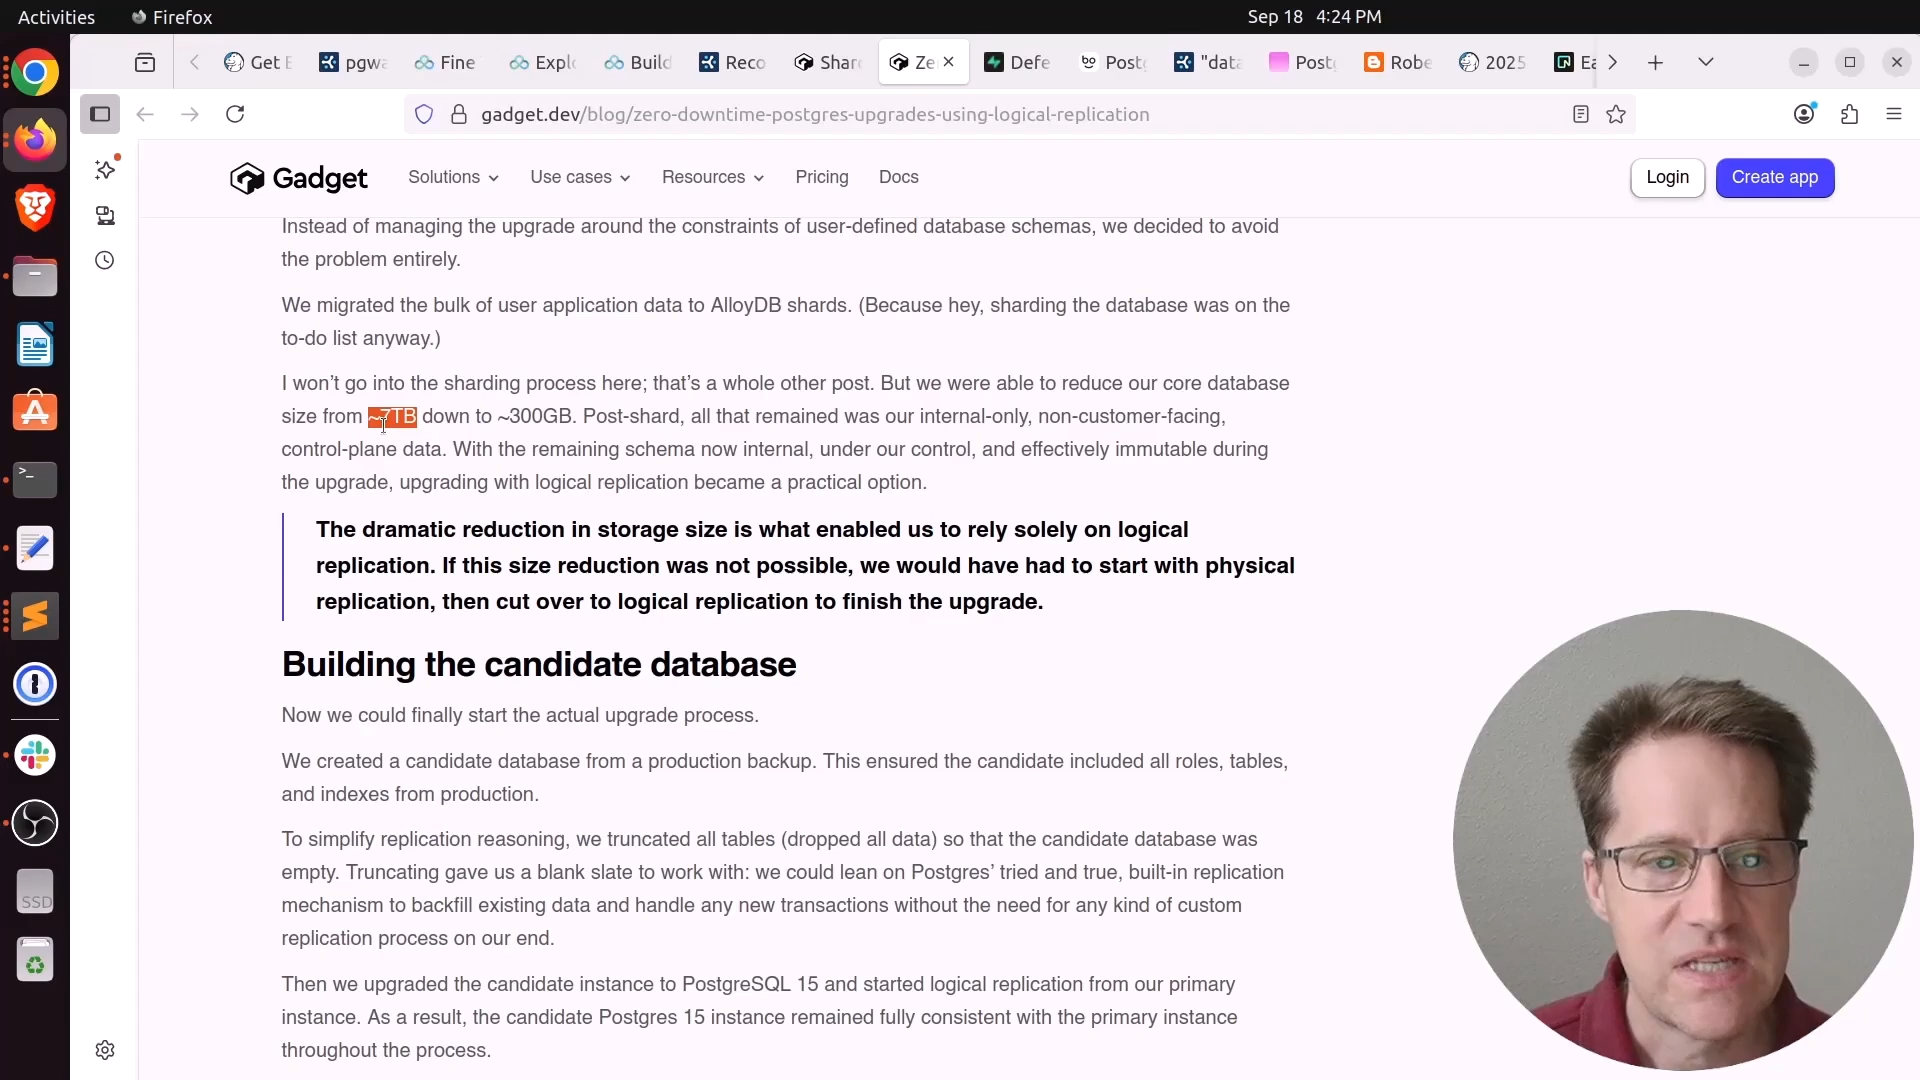 Activities
Firefox
Sep 18 4:24 PM
Get
pgwa
Fine
Explo
Build
Reco
Shar
Ze
Defe
bo Postg
"data
Postg
Robe
2025
Ea
gadget.dev/blog/zero-downtime-postgres-upgrades-using-logical-replication
Gadget
Solutions
Use cases
Resources
Pricing
Docs
Login
Create app
Instead of managing the upgrade around the constraints of user-defined database schemas, we decided to avoid
the problem entirely.
We migrated the bulk of user application data to AlloyDB shards. (Because hey, sharding the database was on the
to-do list anyway.)
I won’t go into the sharding process here; that’s a whole other post. But we were able to reduce our core database
size from ~7TB down to ~300GB. Post-shard, all that remained was our internal-only, non-customer-facing,
control-plane data. With the remaining schema now internal, under our control, and effectively immutable during
the upgrade, upgrading with logical replication became a practical option.
The dramatic reduction in storage size is what enabled us to rely solely on logical
replication. If this size reduction was not possible, we would have had to start with physical
replication, then cut over to logical replication to finish the upgrade.
Building the candidate database
Now we could finally start the actual upgrade process.
We created a candidate database from a production backup. This ensured the candidate included all roles, tables,
and indexes from production.
To simplify replication reasoning, we truncated all tables (dropped all data) so that the candidate database was
empty. Truncating gave us a blank slate to work with: we could lean on Postgres’ tried and true, built-in replication
mechanism to backfill existing data and handle any new transactions without the need for any kind of custom
replication process on our end.
Then we upgraded the candidate instance to PostgreSQL 15 and started logical replication from our primary
instance. As a result, the candidate Postgres 15 instance remained fully consistent with the primary instance
throughout the process.
SSD